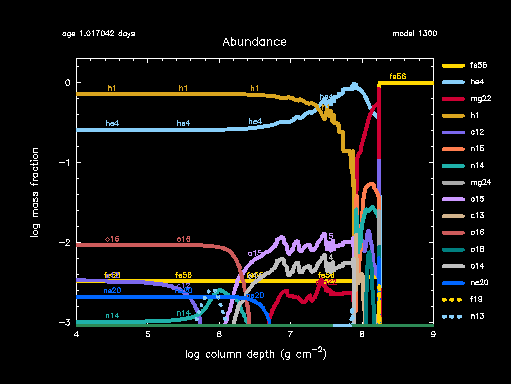 age 1.017042 days
model 1300
Abundance
log mass fraction
0
−1
−2
−3
4
5
6
7
8
9
log column depth (g cm−2)
h1
h1
h1
he4
he4
he4
he4
fe56
o16
o16
o15
fe56
fe56
fe56
ne20
ne20
n14
n14
fe56
he4
mg22
h1
c12
n15
n14
mg24
o15
c13
o16
o18
o14
ne20
f19
n13